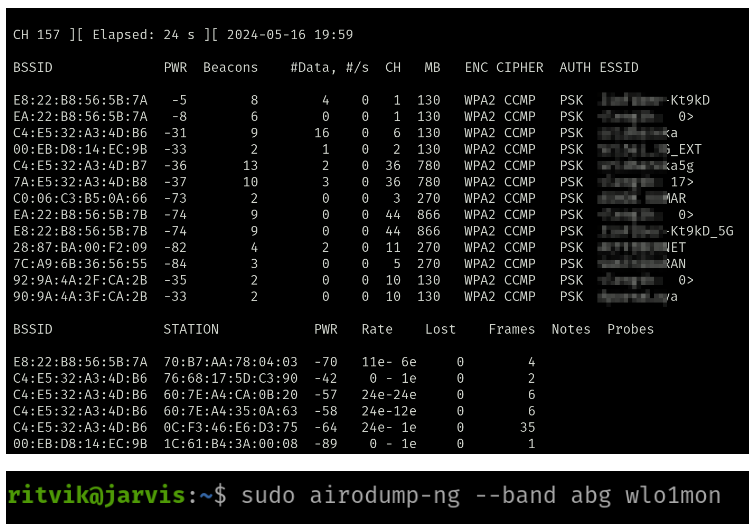 CH 157 ][ Elapsed: 24 s ][ 2024-05-16 19:59
BSSID PWR Beacons #Data, #/s CH MB ENC CIPHER AUTH ESSID
E8:22:B8:56:5B:7A -5 8 4 0 1 130 WPA2 CCMP PSK -Kt9kD
EA:22:B8:56:5B:7A -8 6 0 0 1 130 WPA2 CCMP PSK 0>
C4:E5:32:A3:4D:B6 -31 9 16 0 6 130 WPA2 CCMP PSK ka
00:EB:D8:14:EC:9B -33 2 1 0 2 130 WPA2 CCMP PSK G_EXT
C4:E5:32:A3:4D:B7 -36 13 2 0 36 780 WPA2 CCMP PSK ka5g
7A:E5:32:A3:4D:B8 -37 10 3 0 36 780 WPA2 CCMP PSK 17>
C0:06:C3:B5:0A:66 -73 2 0 0 3 270 WPA2 CCMP PSK MAR
EA:22:B8:56:5B:7B -74 9 0 0 44 866 WPA2 CCMP PSK 0>
E8:22:B8:56:5B:7B -74 9 0 0 44 866 WPA2 CCMP PSK -Kt9kD_5G
28:87:BA:00:F2:09 -82 4 2 0 11 270 WPA2 CCMP PSK NET
7C:A9:6B:36:56:55 -84 3 0 0 5 270 WPA2 CCMP PSK RAN
92:9A:4A:2F:CA:2B -35 2 0 0 10 130 WPA2 CCMP PSK 0>
90:9A:4A:3F:CA:2B -33 2 0 0 10 130 WPA2 CCMP PSK ya
BSSID STATION PWR Rate Lost Frames Notes Probes
E8:22:B8:56:5B:7A 70:B7:AA:78:04:03 -70 11e- 6e 0 4
C4:E5:32:A3:4D:B6 76:68:17:5D:C3:90 -42 0 - 1e 0 2
C4:E5:32:A3:4D:B6 60:7E:A4:CA:0B:20 -57 24e-24e 0 6
C4:E5:32:A3:4D:B6 60:7E:A4:35:0A:63 -58 24e-12e 0 6
C4:E5:32:A3:4D:B6 0C:F3:46:E6:D3:75 -64 24e- 1e 0 35
00:EB:D8:14:EC:9B 1C:61:B4:3A:00:08 -89 0 - 1e 0 1
ritvik@jarvis:~$ sudo airodump-ng --band abg wlo1mon